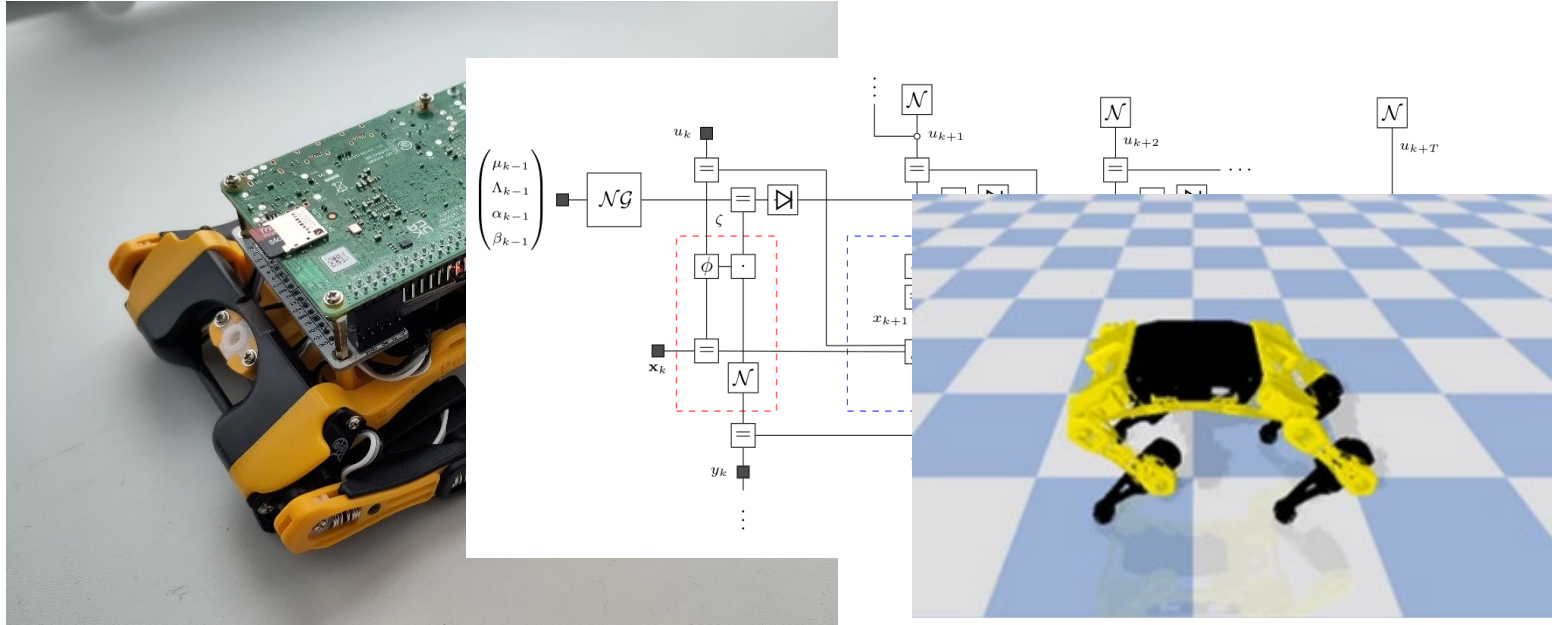 u_k
μ_{k−1}
Λ_{k−1}
α_{k−1}
β_{k−1}
𝒩𝒢
=
=
ζ
ϕ
·
=
𝐱_k
𝒩
=
y_k
⋮
⋮
𝒩
u_{k+1}
=
x_{k+1}
𝒩
u_{k+2}
=
⋯
𝒩
u_{k+T}